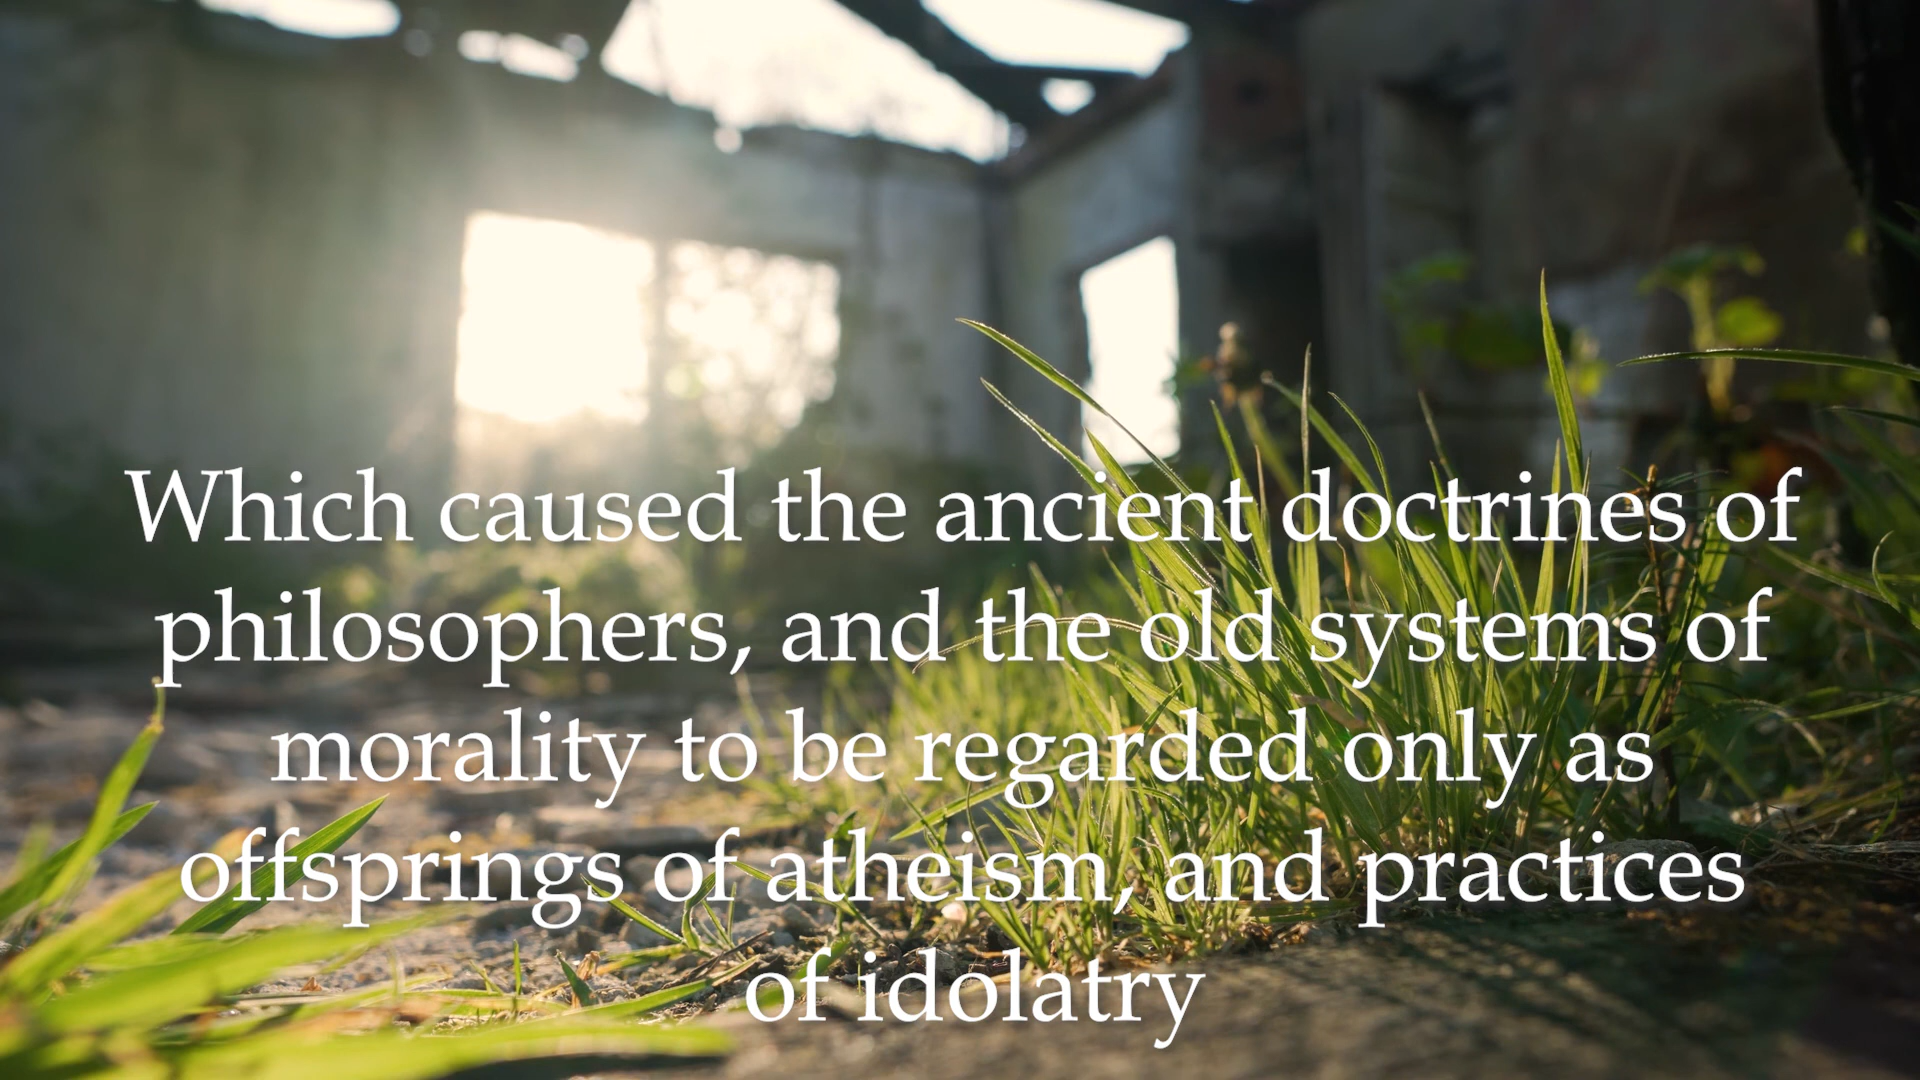 Which caused the ancient doctrines of
philosophers, and the old systems of
morality to be regarded only as
offsprings of atheism, and practices
of idolatry